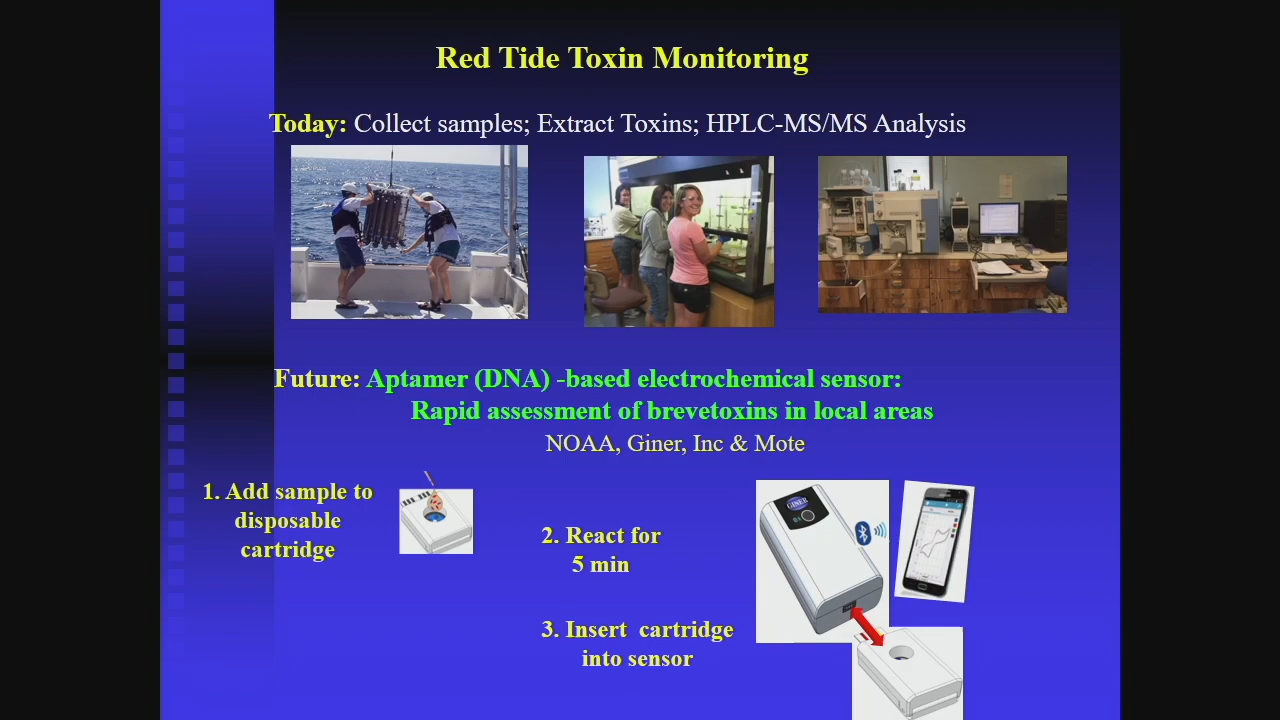 Red Tide Toxin Monitoring
Today: Collect samples; Extract Toxins; HPLC-MS/MS Analysis
Future: Aptamer (DNA) -based electrochemical sensor:
Rapid assessment of brevetoxins in local areas
NOAA, Giner, Inc & Mote
1. Add sample to
disposable
cartridge
2. React for
5 min
3. Insert cartridge
into sensor
GINER